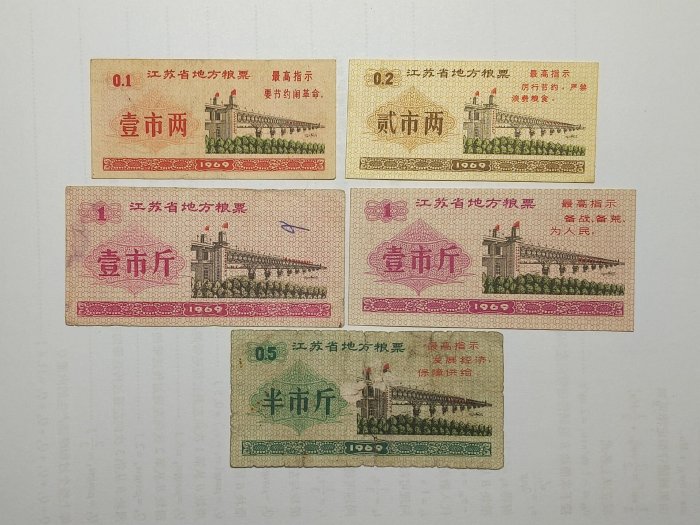 0.1
江苏省地方粮票
最高指示
要节约闹革命。
壹市两
1969
0.2
江苏省地方粮票
最高指示
厉行节约，严禁
浪费粮食。
贰市两
1969
1
江苏省地方粮票
壹市斤
1969
1
江苏省地方粮票
最高指示
备战、备荒、
为人民。
壹市斤
1969
0.5
江苏省地方粮票
最高指示
发展经济，
保障供给
半市斤
1969